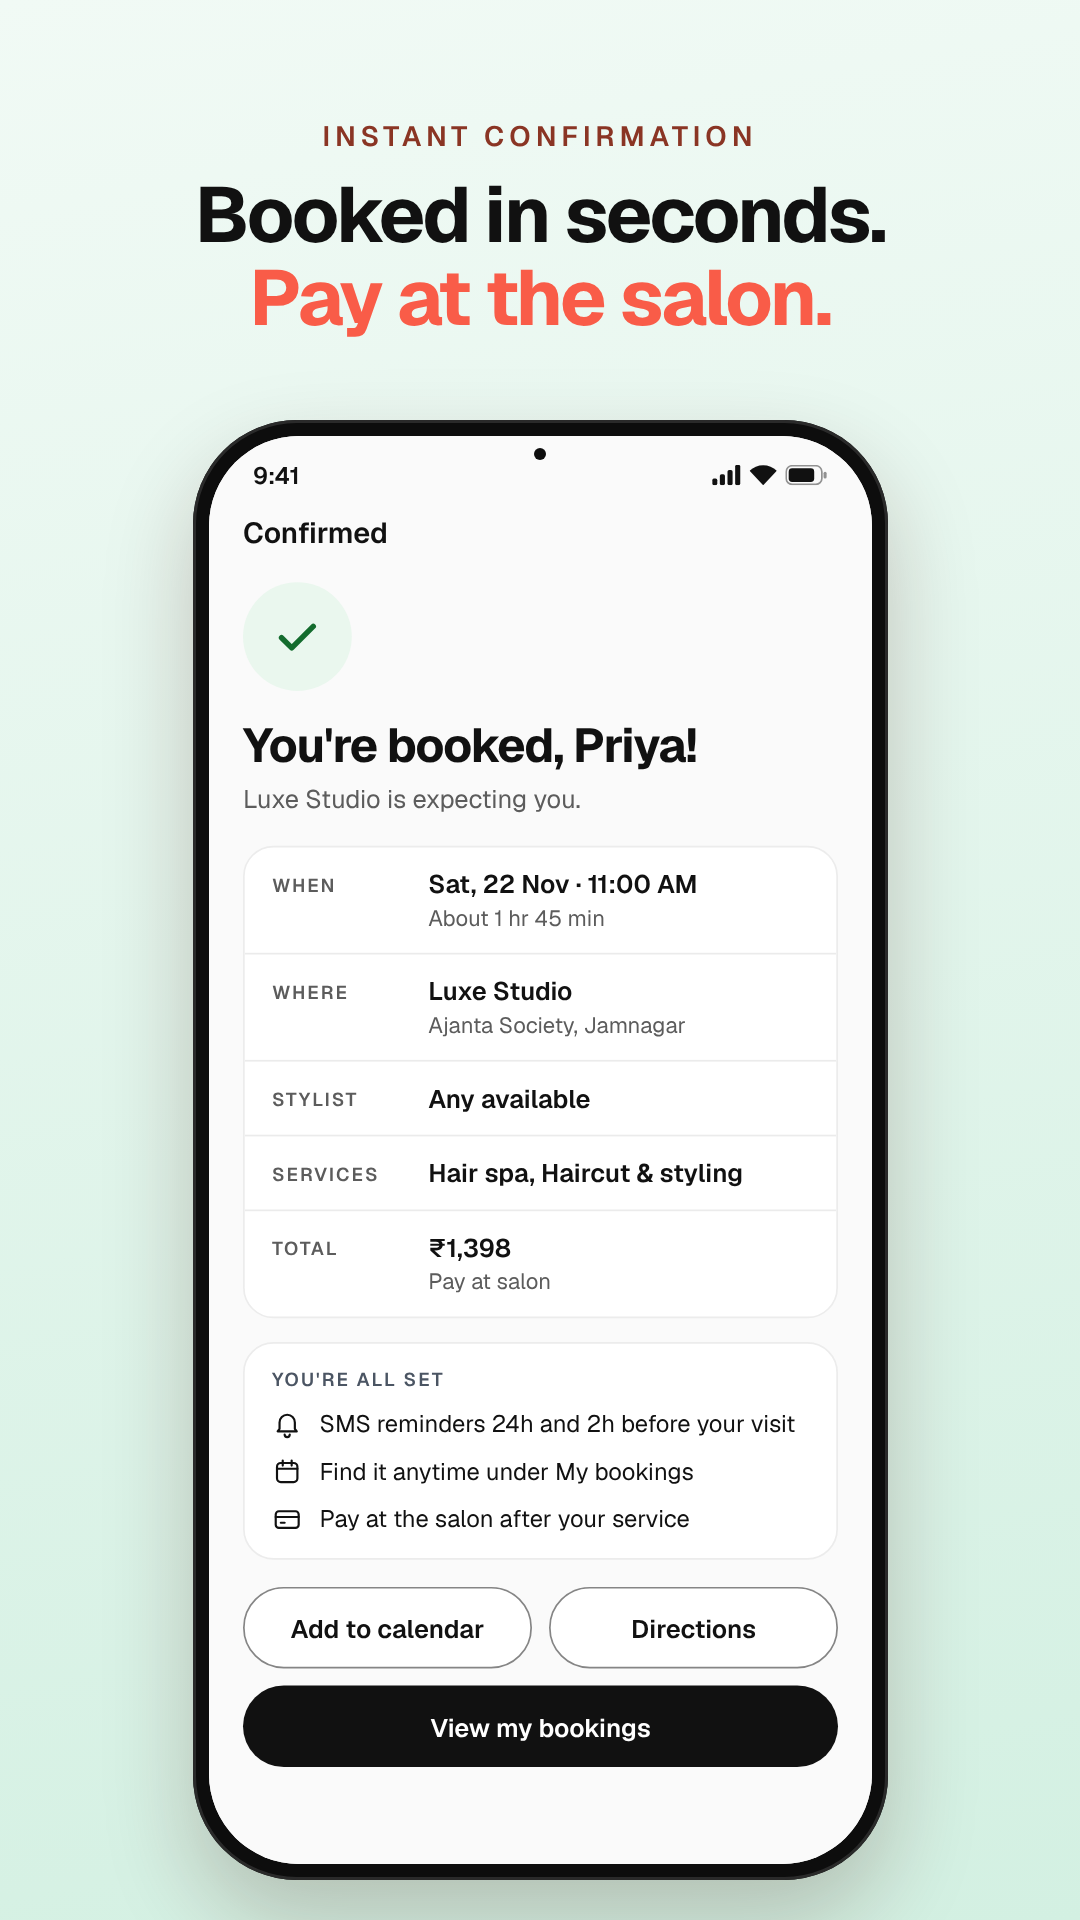 INSTANT CONFIRMATION
Booked in seconds.
Pay at the salon.
9:41
Confirmed
You're booked, Priya!
Luxe Studio is expecting you.
WHEN
Sat, 22 Nov · 11:00 AM
About 1 hr 45 min
WHERE
Luxe Studio
Ajanta Society, Jamnagar
STYLIST
Any available
SERVICES
Hair spa, Haircut & styling
TOTAL
₹1,398
Pay at salon
YOU'RE ALL SET
SMS reminders 24h and 2h before your visit
Find it anytime under My bookings
Pay at the salon after your service
Add to calendar
Directions
View my bookings